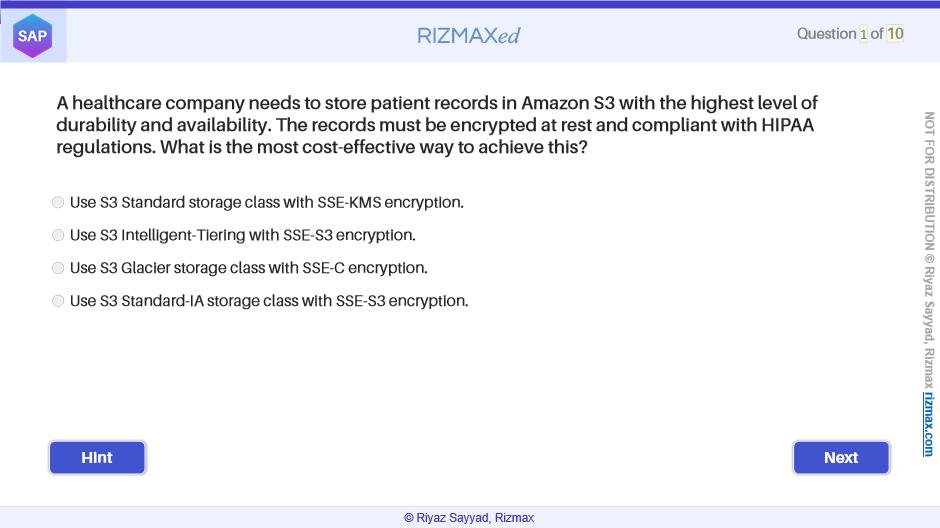 SAP
RIZMAXed
Question 1 of 10
A healthcare company needs to store patient records in Amazon S3 with the highest level of
durability and availability. The records must be encrypted at rest and compliant with HIPAA
regulations. What is the most cost-effective way to achieve this?
Use S3 Standard storage class with SSE-KMS encryption.
Use S3 Intelligent-Tiering with SSE-S3 encryption.
Use S3 Glacier storage class with SSE-C encryption.
Use S3 Standard-IA storage class with SSE-S3 encryption.
NOT FOR DISTRIBUTION © Riyaz Sayyad, Rizmax rizmax.com
Hint
Next
© Riyaz Sayyad, Rizmax